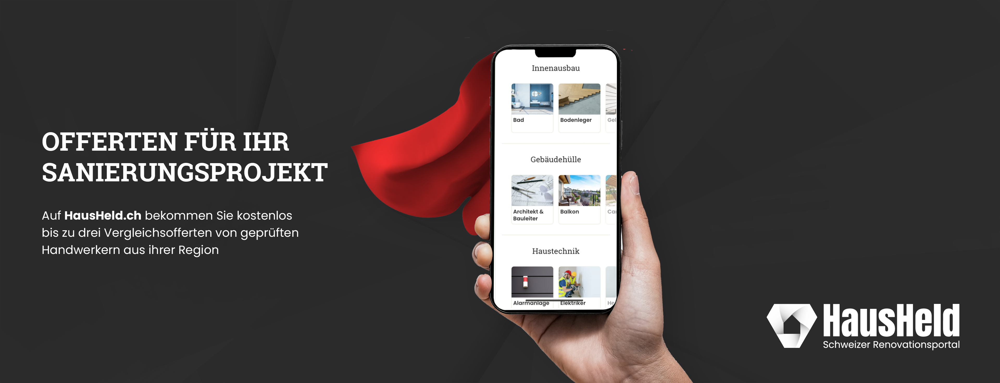 OFFERTEN FÜR IHR
SANIERUNGSPROJEKT
Auf HausHeld.ch bekommen Sie kostenlos
bis zu drei Vergleichsofferten von geprüften
Handwerkern aus ihrer Region
Innenausbau
Bad
Bodenleger
Gel
Gebäudehülle
Architekt &
Bauleiter
Balkon
Car
Haustechnik
Alarmanlage
Elektriker
He
HausHeld
Schweizer Renovationsportal